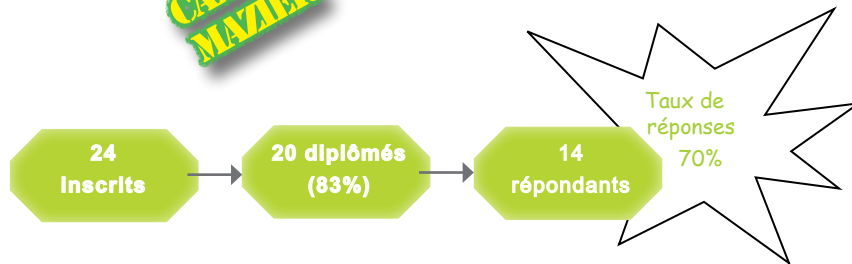 24
inscrits
20 diplômés
(83%)
14
répondants
Taux de
réponses
70%